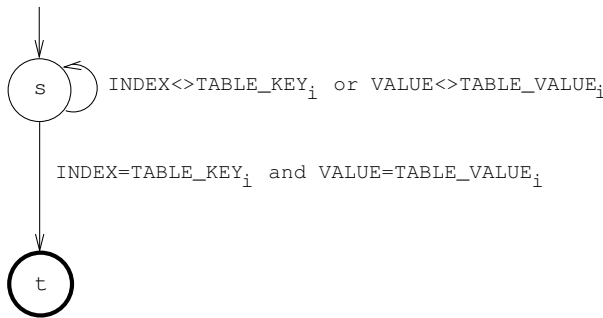 s
INDEX<>TABLE_KEYi or VALUE<>TABLE_VALUEi
INDEX=TABLE_KEYi and VALUE=TABLE_VALUEi
t